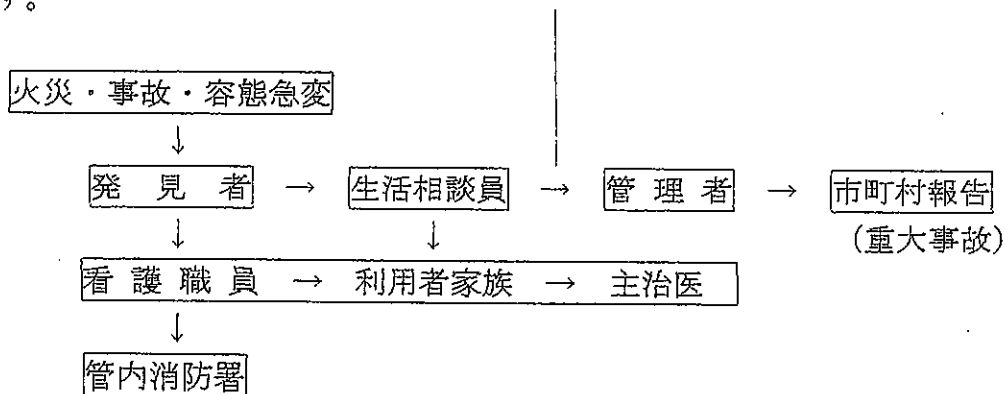 す。
火災・事故・容態急変
↓
発見者 → 生活相談員 → 管理者 → 市町村報告
↓ ↓ (重大事故)
看護職員 → 利用者家族 → 主治医
↓
管内消防署